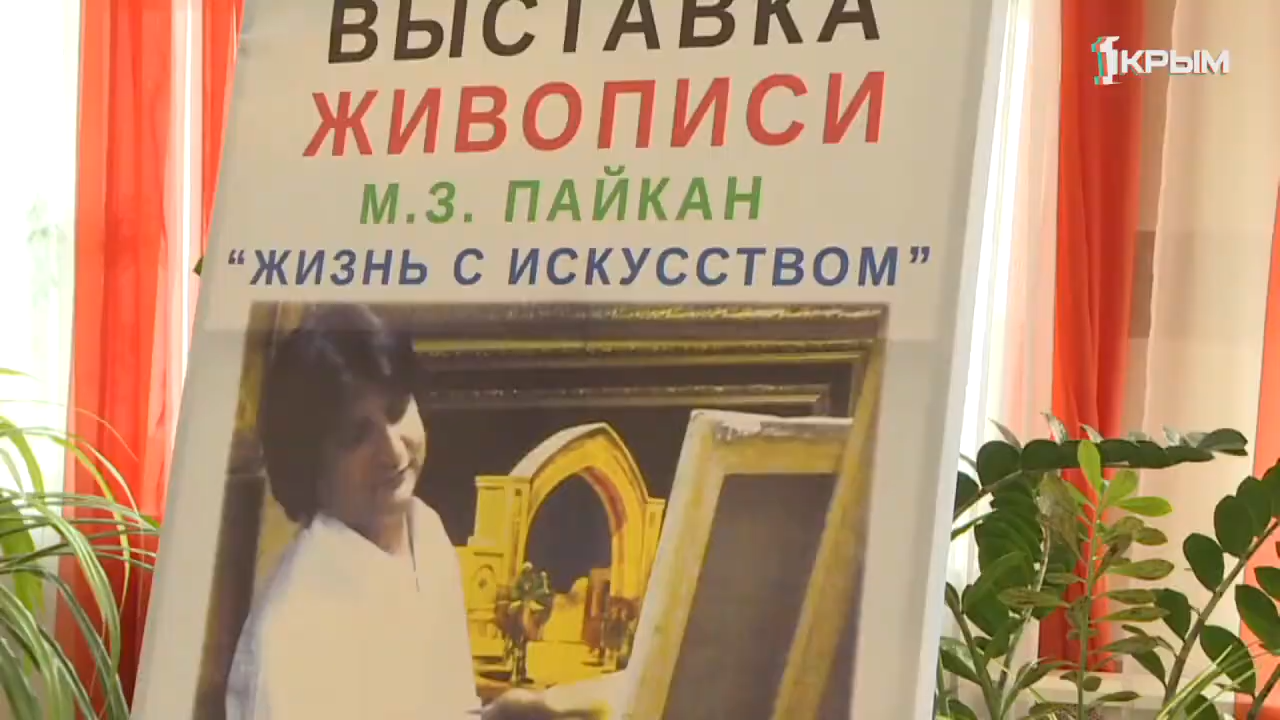 ВЫСТАВКА
ЖИВОПИСИ
М.З. ПАЙКАН
“ЖИЗНЬ С ИСКУССТВОМ”
1КРЫМ